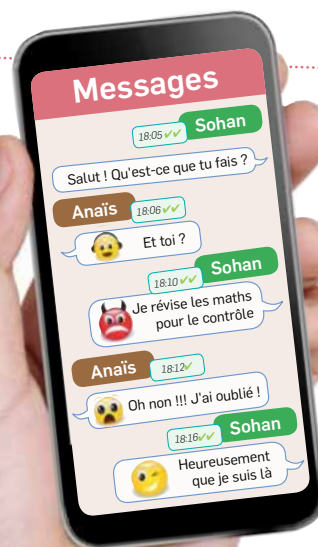 Messages
Sohan
18:05
Salut ! Qu'est-ce que tu fais ?
Anaïs
18:06
Et toi ?
Sohan
18:10
Je révise les maths
pour le contrôle
Anaïs
18:12
Oh non !!! J'ai oublié !
Sohan
18:16
Heureusement
que je suis là